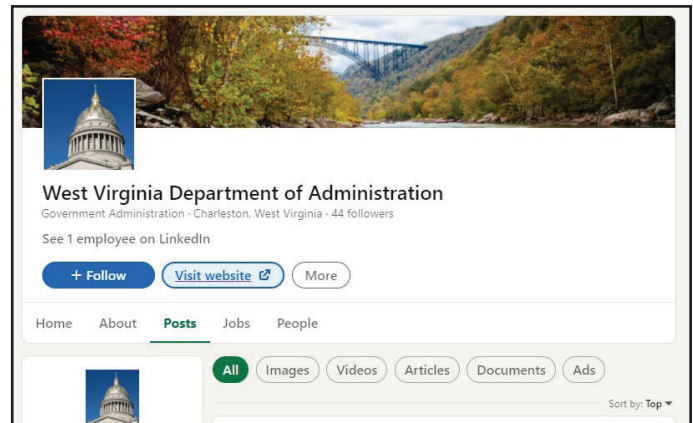 West Virginia Department of Administration
Government Administration · Charleston, West Virginia · 44 followers
See 1 employee on LinkedIn
+ Follow Visit website More
Home About Posts Jobs People
All Images Videos Articles Documents Ads
Sort by: Top